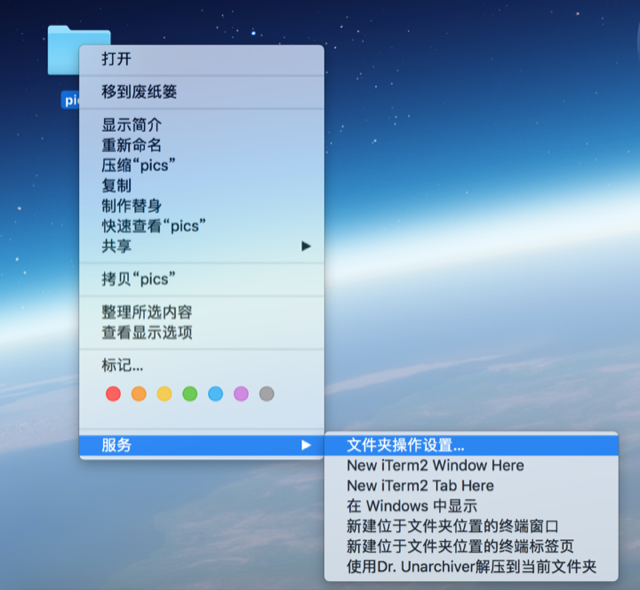 打开
移到废纸篓
显示简介
重新命名
压缩“pics”
复制
制作替身
快速查看“pics”
共享
拷贝“pics”
整理所选内容
查看显示选项
标记...
服务
文件夹操作设置...
New iTerm2 Window Here
New iTerm2 Tab Here
在 Windows 中显示
新建位于文件夹位置的终端窗口
新建位于文件夹位置的终端标签页
使用Dr. Unarchiver解压到当前文件夹